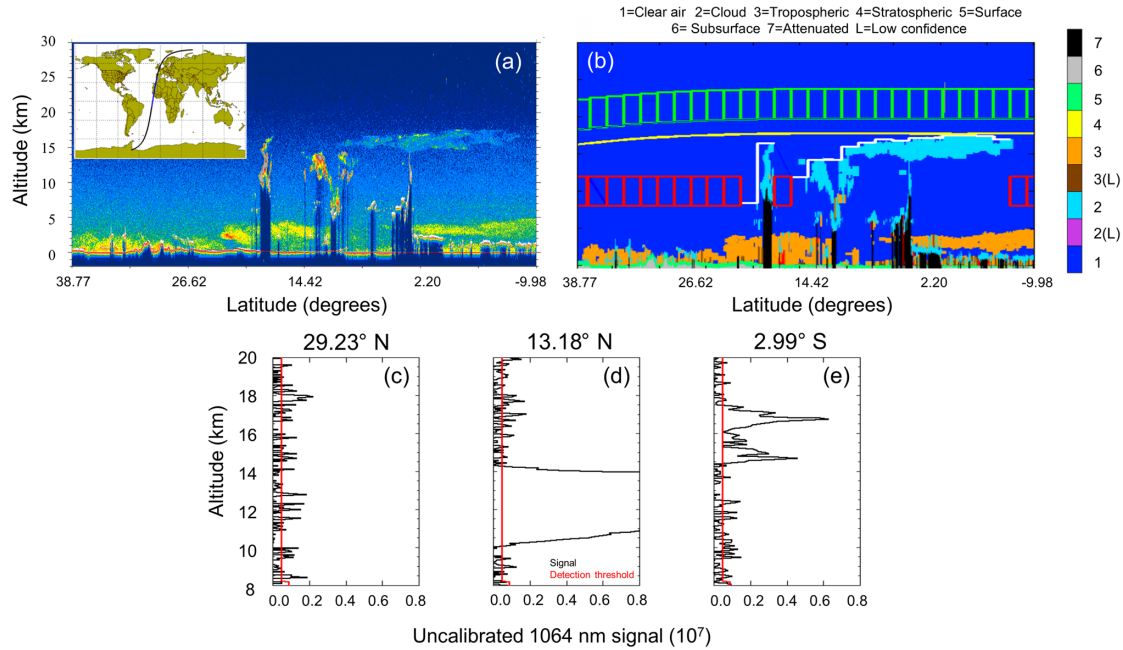 1=Clear air 2=Cloud 3=Tropospheric 4=Stratospheric 5=Surface
6= Subsurface 7=Attenuated L=Low confidence
(a)
Altitude (km)
30
25
20
15
10
5
0
38.77 26.62 14.42 2.20 -9.98
Latitude (degrees)
(b)
38.77 26.62 14.42 2.20 -9.98
Latitude (degrees)
7
6
5
4
3
3(L)
2
2(L)
1
29.23° N
(c)
Altitude (km)
20
18
16
14
12
10
8
0.0 0.2 0.4 0.6 0.8
13.18° N
(d)
Signal
Detection threshold
0.0 0.2 0.4 0.6 0.8
2.99° S
(e)
0.0 0.2 0.4 0.6 0.8
Uncalibrated 1064 nm signal (10⁷)